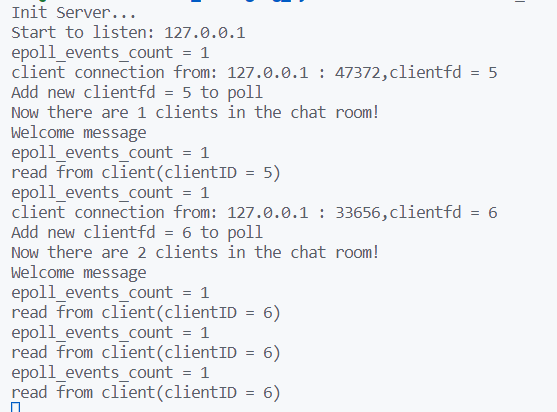 Init Server...
Start to listen: 127.0.0.1
epoll_events_count = 1
client connection from: 127.0.0.1 : 47372,clientfd = 5
Add new clientfd = 5 to poll
Now there are 1 clients in the chat room!
Welcome message
epoll_events_count = 1
read from client(clientID = 5)
epoll_events_count = 1
client connection from: 127.0.0.1 : 33656,clientfd = 6
Add new clientfd = 6 to poll
Now there are 2 clients in the chat room!
Welcome message
epoll_events_count = 1
read from client(clientID = 6)
epoll_events_count = 1
read from client(clientID = 6)
epoll_events_count = 1
read from client(clientID = 6)